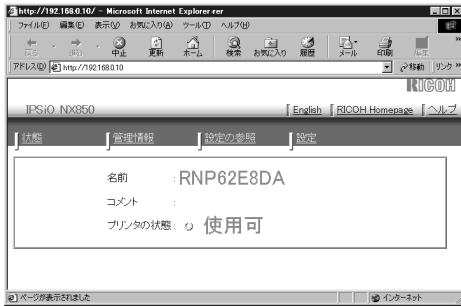 http://192.168.0.10/ - Microsoft Internet Explorer rer
ファイル(F) 編集(E) 表示(V) お気に入り(A) ツール(T) ヘルプ(H)
戻る 進む 中止 更新 ホーム 検索 お気に入り 履歴 メール 印刷 編集 »
アドレス(D) http://192.168.0.10 移動 リンク »
RICOH
IPSiO NX850 English RICOH Homepage ヘルプ
状態 管理情報 設定の参照 設定
名前 : RNP62E8DA
コメント :
プリンタの状態: 使用可
ページが表示されました インターネット